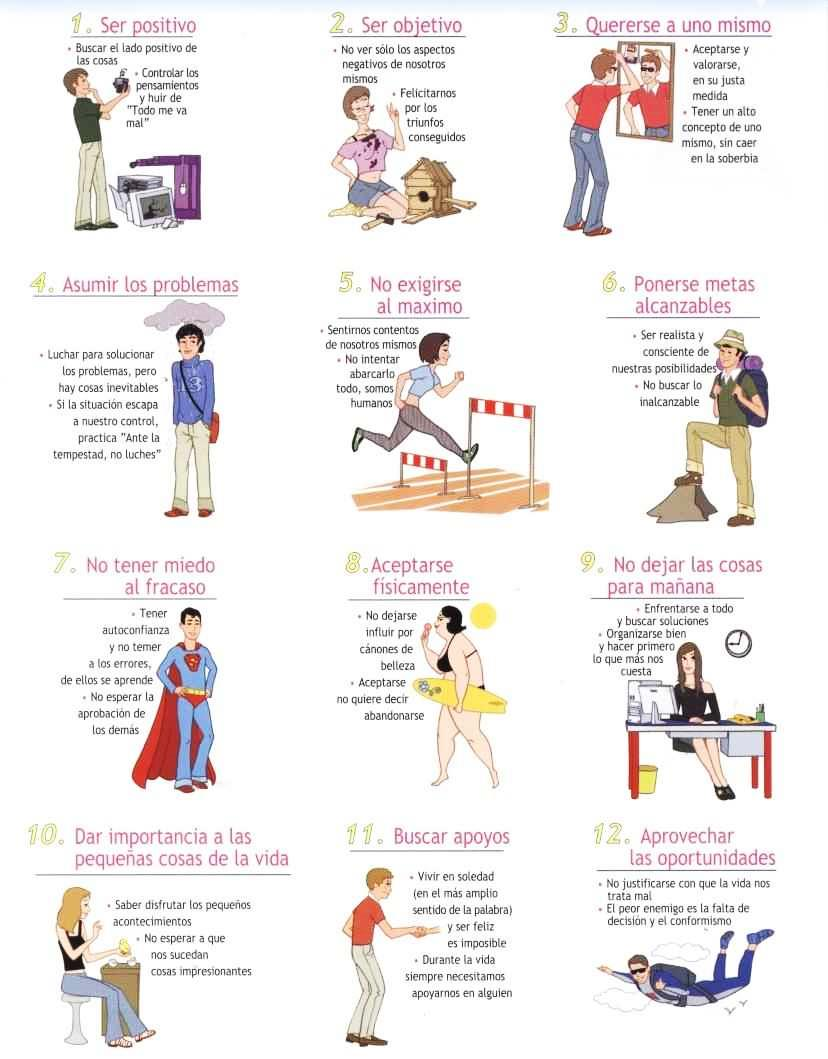 1. Ser positivo
• Buscar el lado positivo de
las cosas
• Controlar los
pensamientos
y huir de
"Todo me va
mal"
2. Ser objetivo
• No ver sólo los aspectos
negativos de nosotros
mismos
• Felicitarnos
por los
triunfos
conseguidos
3. Quererse a uno mismo
• Aceptarse y
valorarse,
en su justa
medida
• Tener un alto
concepto de uno
mismo, sin caer
en la soberbia
4. Asumir los problemas
• Luchar para solucionar
los problemas, pero
hay cosas inevitables
• Si la situación escapa
a nuestro control,
practica "Ante la
tempestad, no luches"
3
5. No exigirse
al maximo
• Sentirnos contentos
de nosotros mismos
• No intentar
abarcarlo
todo, somos
humanos
6. Ponerse metas
alcanzables
• Ser realista y
consciente de
nuestras posibilidades
• No buscar lo
inalcanzable
7. No tener miedo
al fracaso
• Tener
autoconfianza
y no temer
a los errores,
de ellos se aprende
• No esperar la
aprobación de
los demás
S
8. Aceptarse
físicamente
• No dejarse
influir por
cánones de
belleza
• Aceptarse
no quiere decir
abandonarse
9. No dejar las cosas
para mañana
• Enfrentarse a todo
y buscar soluciones
• Organizarse bien
y hacer primero
lo que más nos
cuesta
10. Dar importancia a las
pequeñas cosas de la vida
• Saber disfrutar los pequeños
acontecimientos
• No esperar a que
nos sucedan
cosas impresionantes
11. Buscar apoyos
• Vivir en soledad
(en el más amplio
sentido de la palabra)
y ser feliz
es imposible
• Durante la vida
siempre necesitamos
apoyarnos en alguien
12. Aprovechar
las oportunidades
• No justificarse con que la vida nos
trata mal
• El peor enemigo es la falta de
decisión y el conformismo